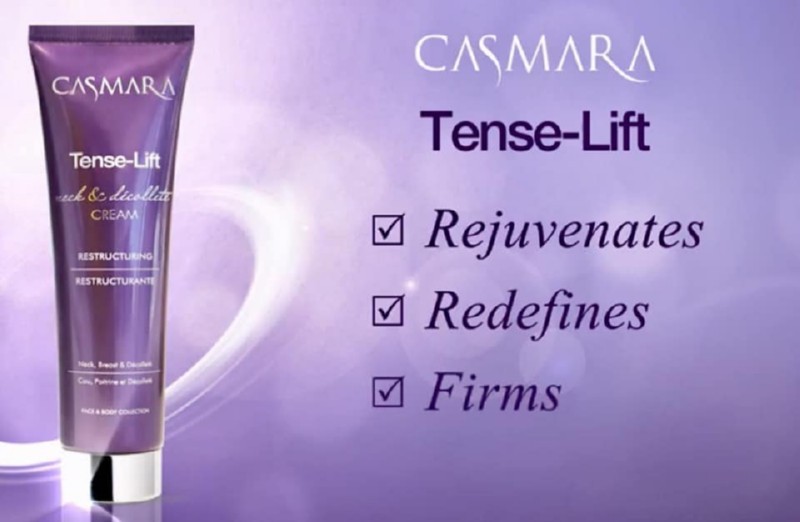 CASMARA
Tense-Lift
neck & décolleté
CREAM
RESTRUCTURING
RESTRUCTURANTE
Neck, Breast & Décolleté
Cou, Poitrine et Décolleté
FACE & BODY COLLECTION
CASMARA
Tense-Lift
☑ Rejuvenates
☑ Redefines
☑ Firms